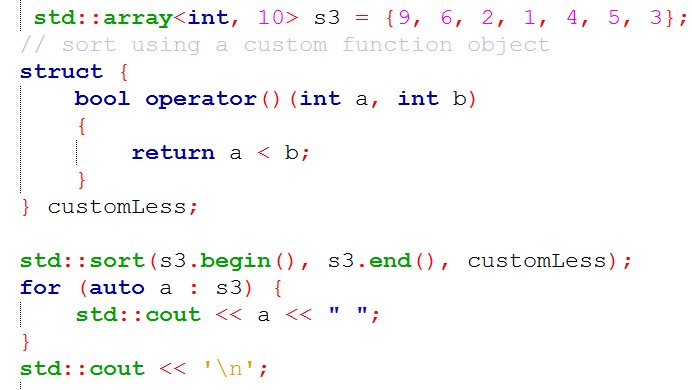 std::array<int, 10> s3 = {9, 6, 2, 1, 4, 5, 3};
// sort using a custom function object
struct {
    bool operator()(int a, int b)
    {
        return a < b;
    }
} customLess;

std::sort(s3.begin(), s3.end(), customLess);
for (auto a : s3) {
    std::cout << a << " ";
}
std::cout << '\n';